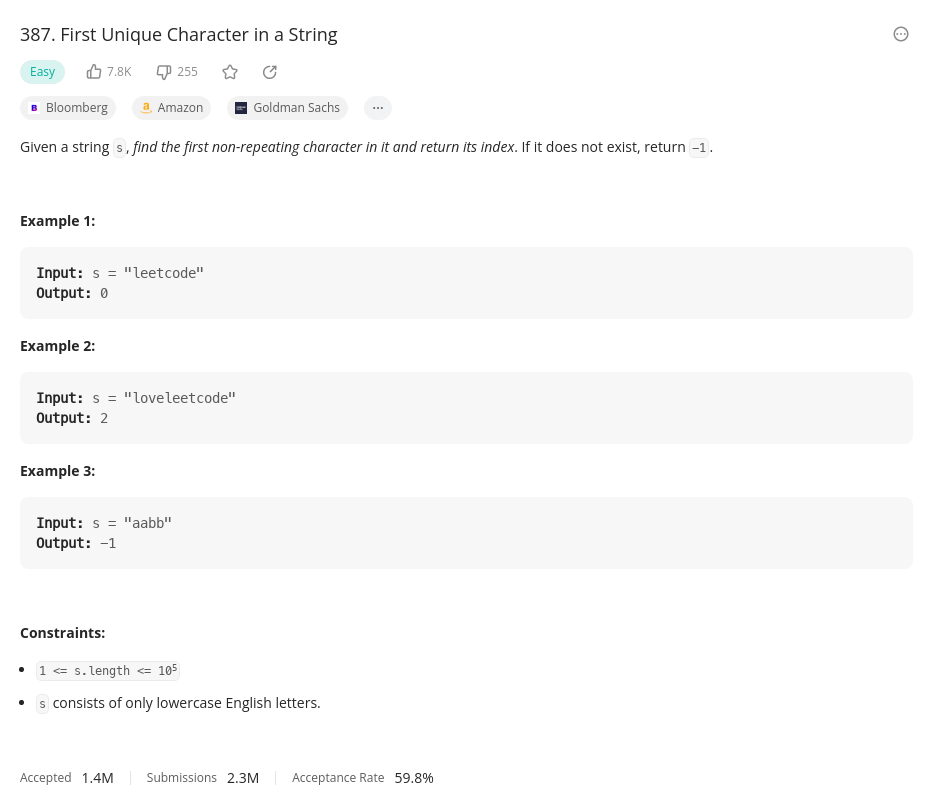 387. First Unique Character in a String
Easy 7.8K 255
B Bloomberg a Amazon Goldman Sachs ...
Given a string s, find the first non-repeating character in it and return its index. If it does not exist, return -1.
Example 1:
Input: s = "leetcode"
Output: 0
Example 2:
Input: s = "loveleetcode"
Output: 2
Example 3:
Input: s = "aabb"
Output: -1
Constraints:
• 1 <= s.length <= 10⁵
• s consists of only lowercase English letters.
Accepted 1.4M Submissions 2.3M Acceptance Rate 59.8%